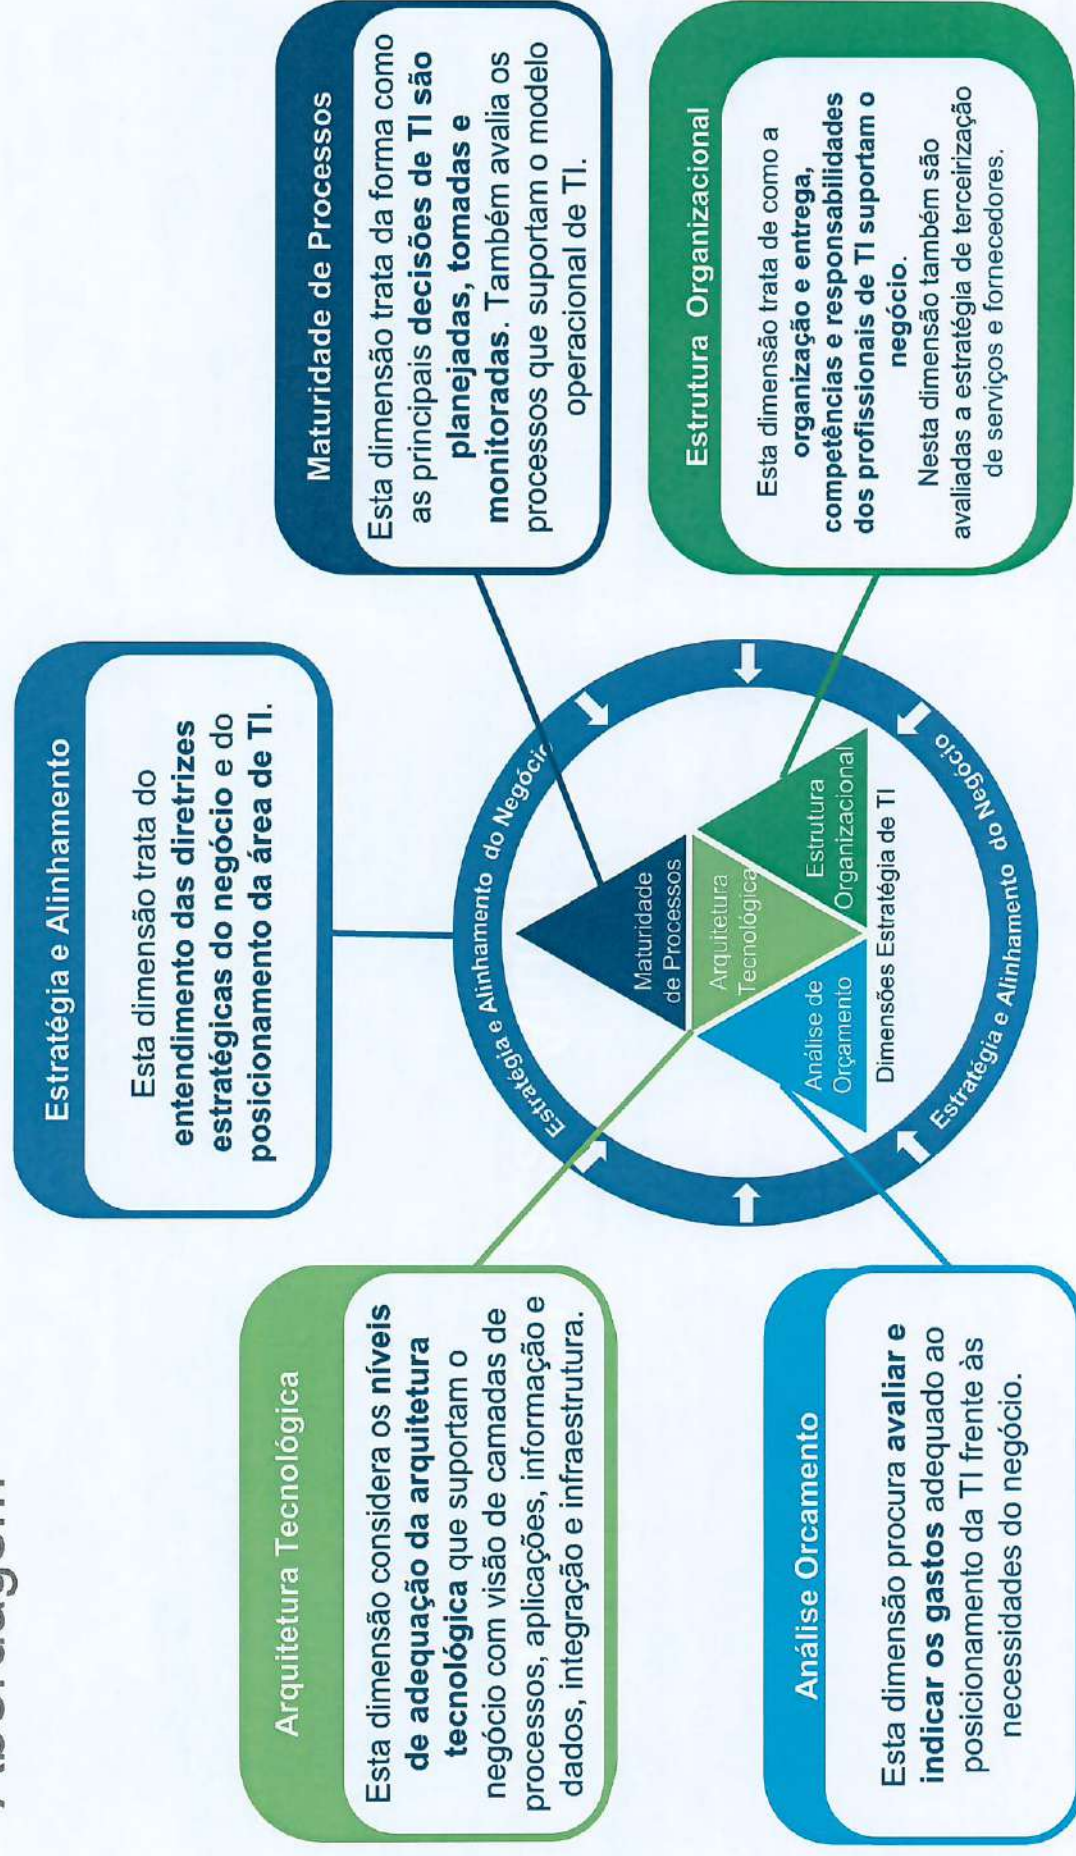 Abordagem
Estratégia e Alinhamento
Esta dimensão trata do
entendimento das diretrizes
estratégicas do negócio e do
posicionamento da área de TI.
Arquitetura Tecnológica
Esta dimensão considera os níveis
de adequação da arquitetura
tecnológica que suportam o
negócio com visão de camadas de
processos, aplicações, informação e
dados, integração e infraestrutura.
Maturidade de Processos
Esta dimensão trata da forma como
as principais decisões de TI são
planejadas, tomadas e
monitoradas. Também avalia os
processos que suportam o modelo
operacional de TI.
Estratégia e Alinhamento do Negócio
Maturidade
de Processos
Arquitetura
Tecnológica
Análise de
Orçamento
Estrutura
Organizacional
Dimensões Estratégia de TI
Estratégia e Alinhamento do Negócio
Análise Orcamento
Esta dimensão procura avaliar e
indicar os gastos adequado ao
posicionamento da TI frente às
necessidades do negócio.
Estrutura Organizacional
Esta dimensão trata de como a
organização e entrega,
competências e responsabilidades
dos profissionais de TI suportam o
negócio.
Nesta dimensão também são
avaliadas a estratégia de terceirização
de serviços e fornecedores.